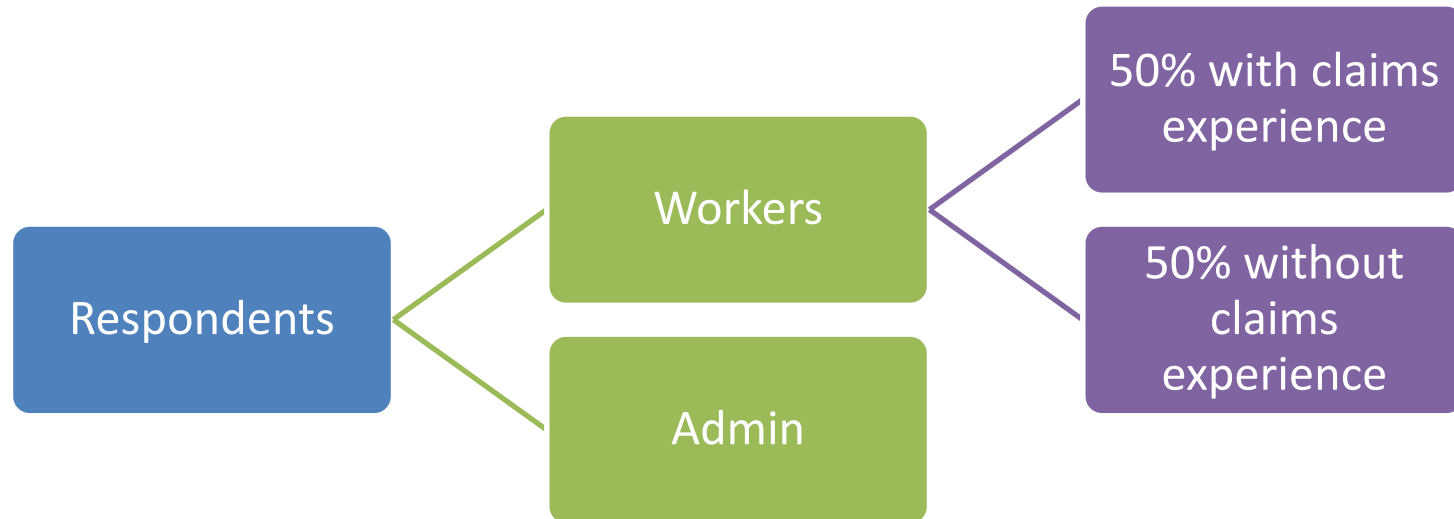 Respondents
Workers
Admin
50% with claims
experience
50% without
claims
experience